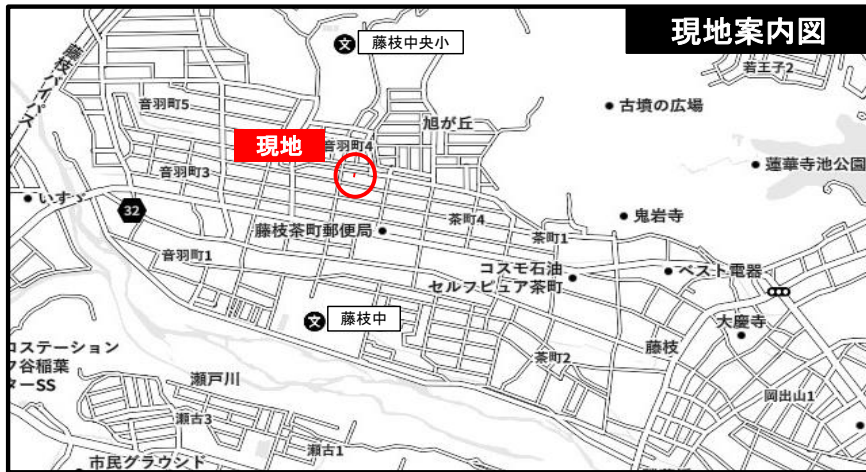 現地案内図
藤枝中央小
藤枝バイパス
若王子2
音羽町5
古墳の広場
旭が丘
音羽町4
現地
蓮華寺池公園
音羽町3
いすゞ
32
茶町4
鬼岩寺
藤枝茶町郵便局
茶町1
音羽町1
コスモ石油
セルフピュア茶町
ベスト電器
藤枝中
大慶寺
コステーション
ク谷稲葉
ターSS
藤枝
茶町2
瀬戸川
岡出山1
瀬古3
瀬古1
市民グラウンド